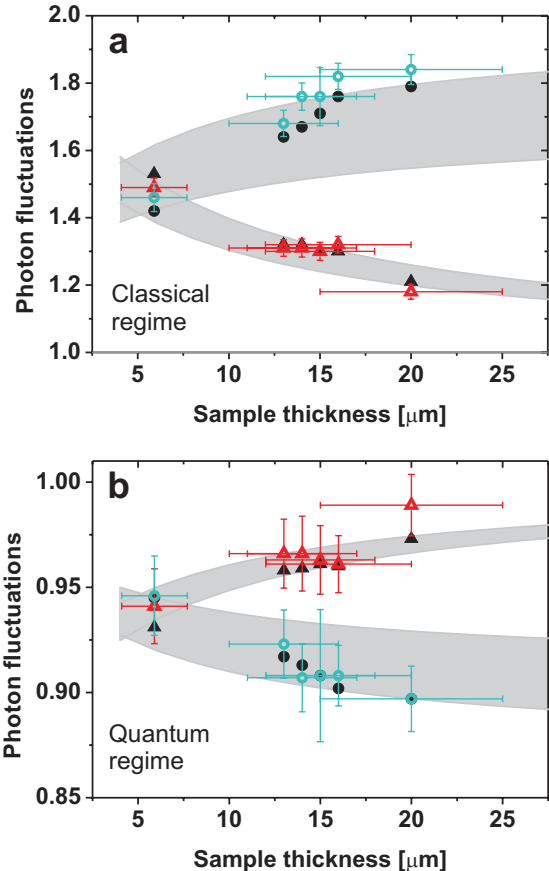 a
2.0
1.8
1.6
1.4
1.2
1.0
Photon fluctuations
Classical
regime
5
10
15
20
25
Sample thickness [μm]
b
1.00
0.95
0.90
0.85
Photon fluctuations
Quantum
regime
5
10
15
20
25
Sample thickness [μm]